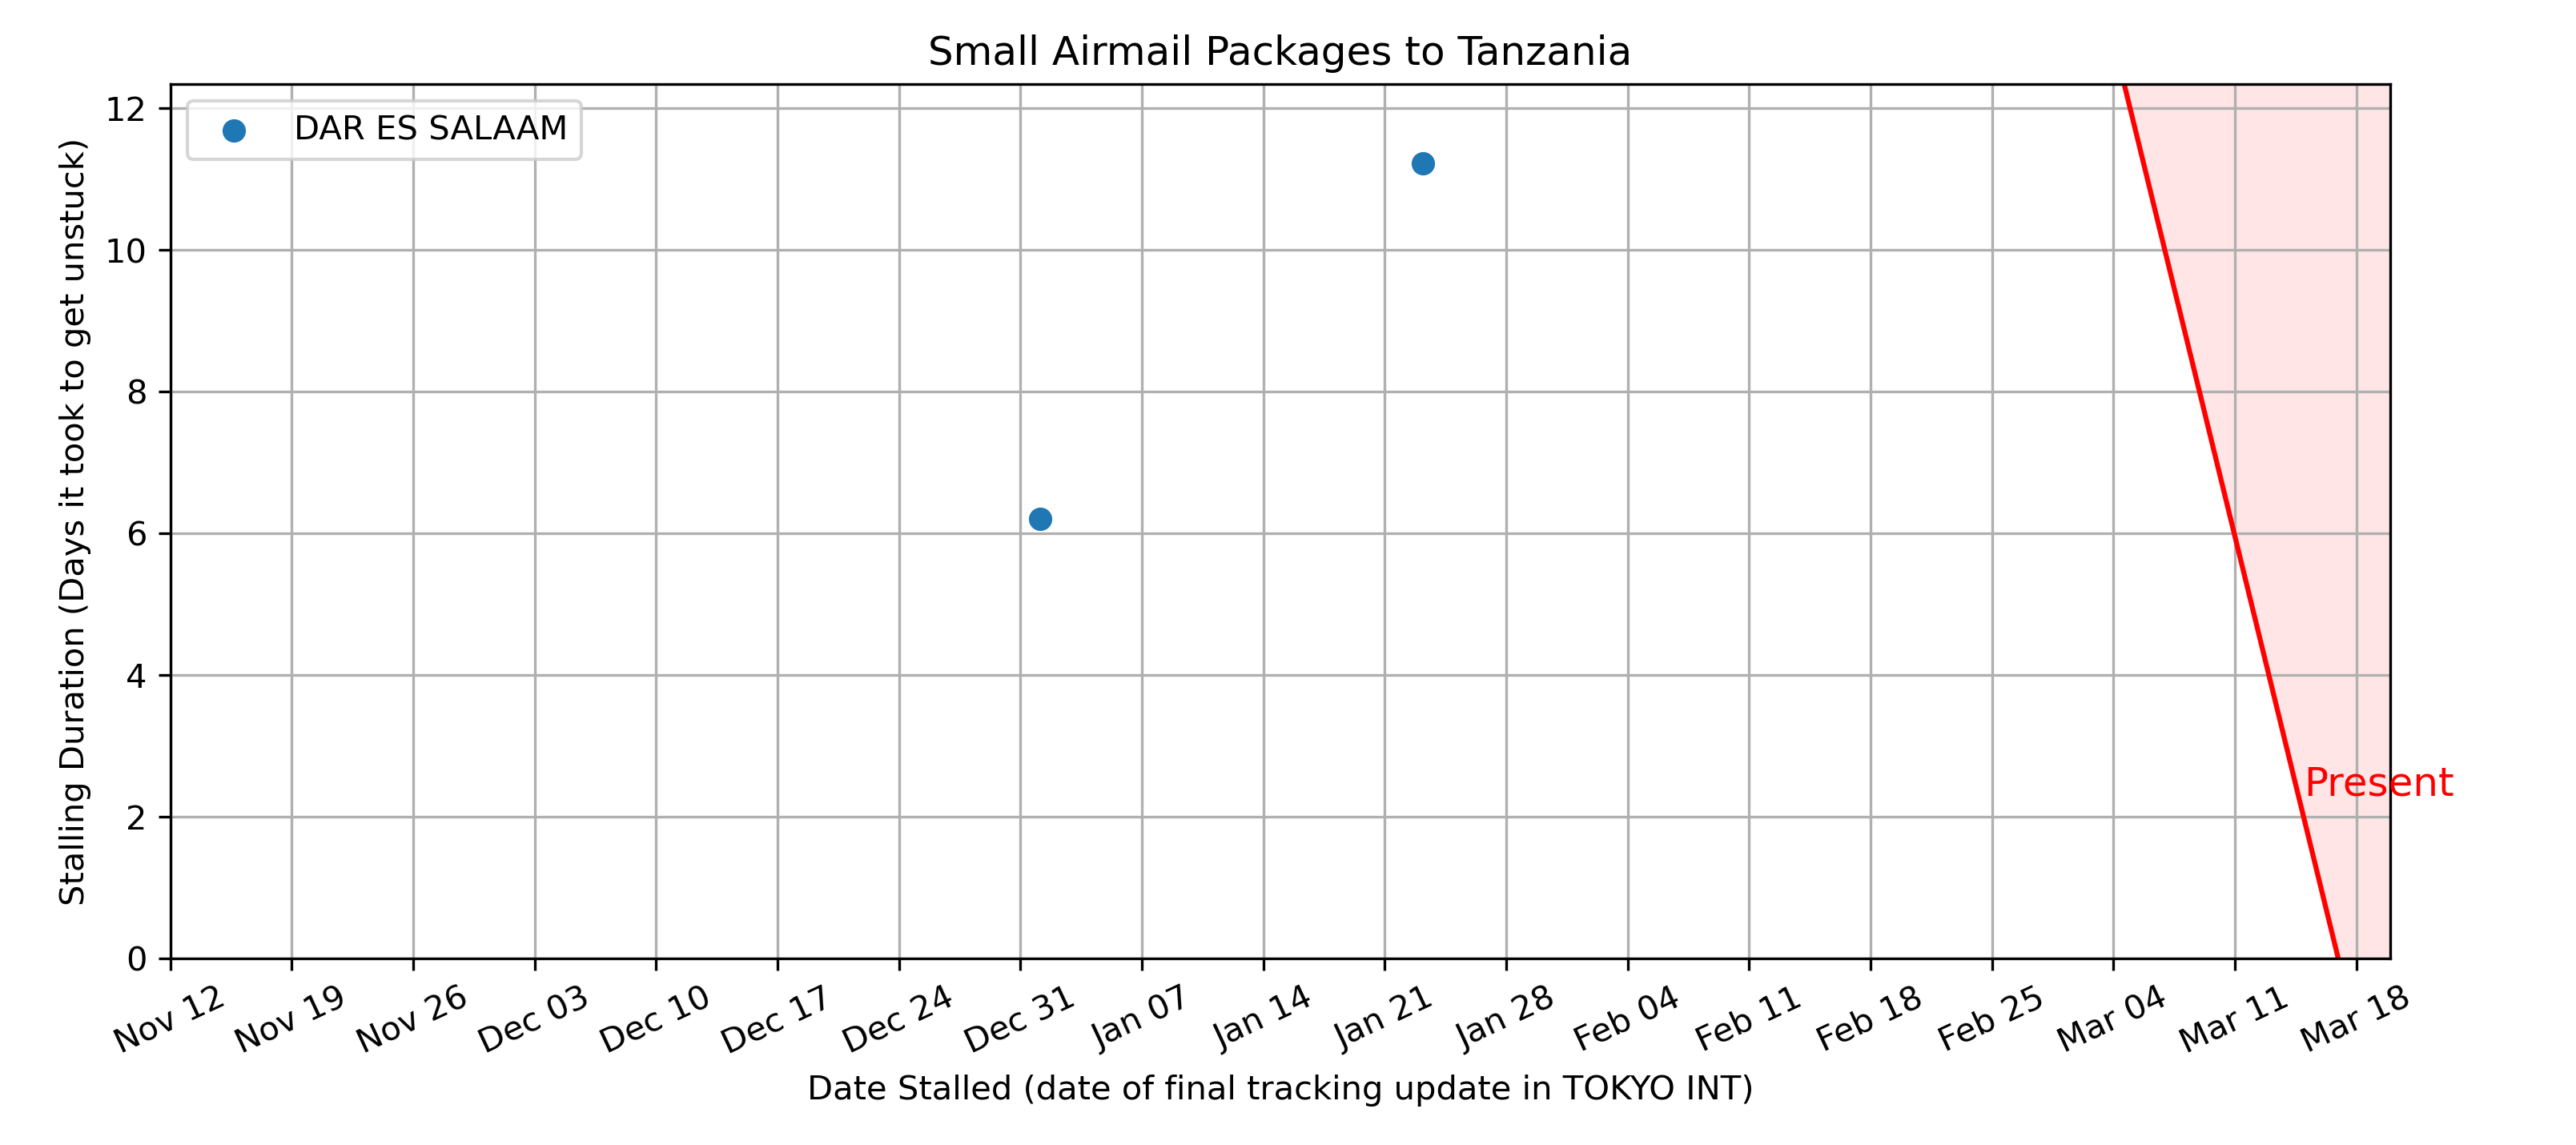 Small Airmail Packages to Tanzania
DAR ES SALAAM
Stalling Duration (Days it took to get unstuck)
12
10
8
6
4
2
0
Present
Nov 12
Nov 19
Nov 26
Dec 03
Dec 10
Dec 17
Dec 24
Dec 31
Jan 07
Jan 14
Jan 21
Jan 28
Feb 04
Feb 11
Feb 18
Feb 25
Mar 04
Mar 11
Mar 18
Date Stalled (date of final tracking update in TOKYO INT)